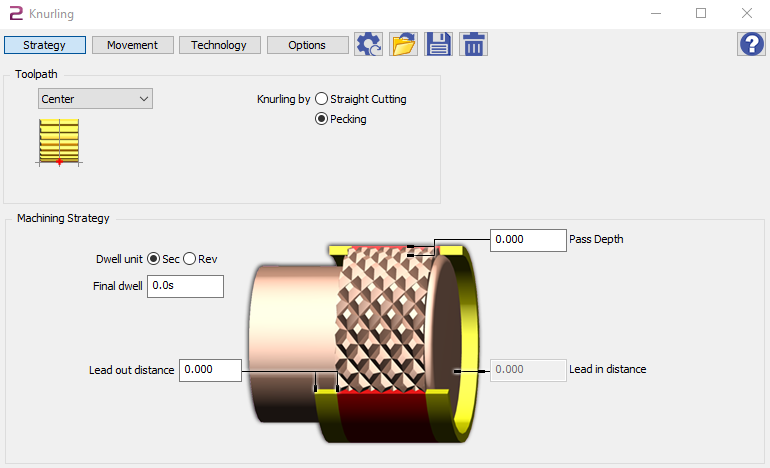 Knurling
Strategy Movement Technology Options
Toolpath
Center
Knurling by Straight Cutting
Pecking
Machining Strategy
0.000 Pass Depth
Dwell unit Sec Rev
Final dwell 0.0s
Lead out distance 0.000
0.000 Lead in distance